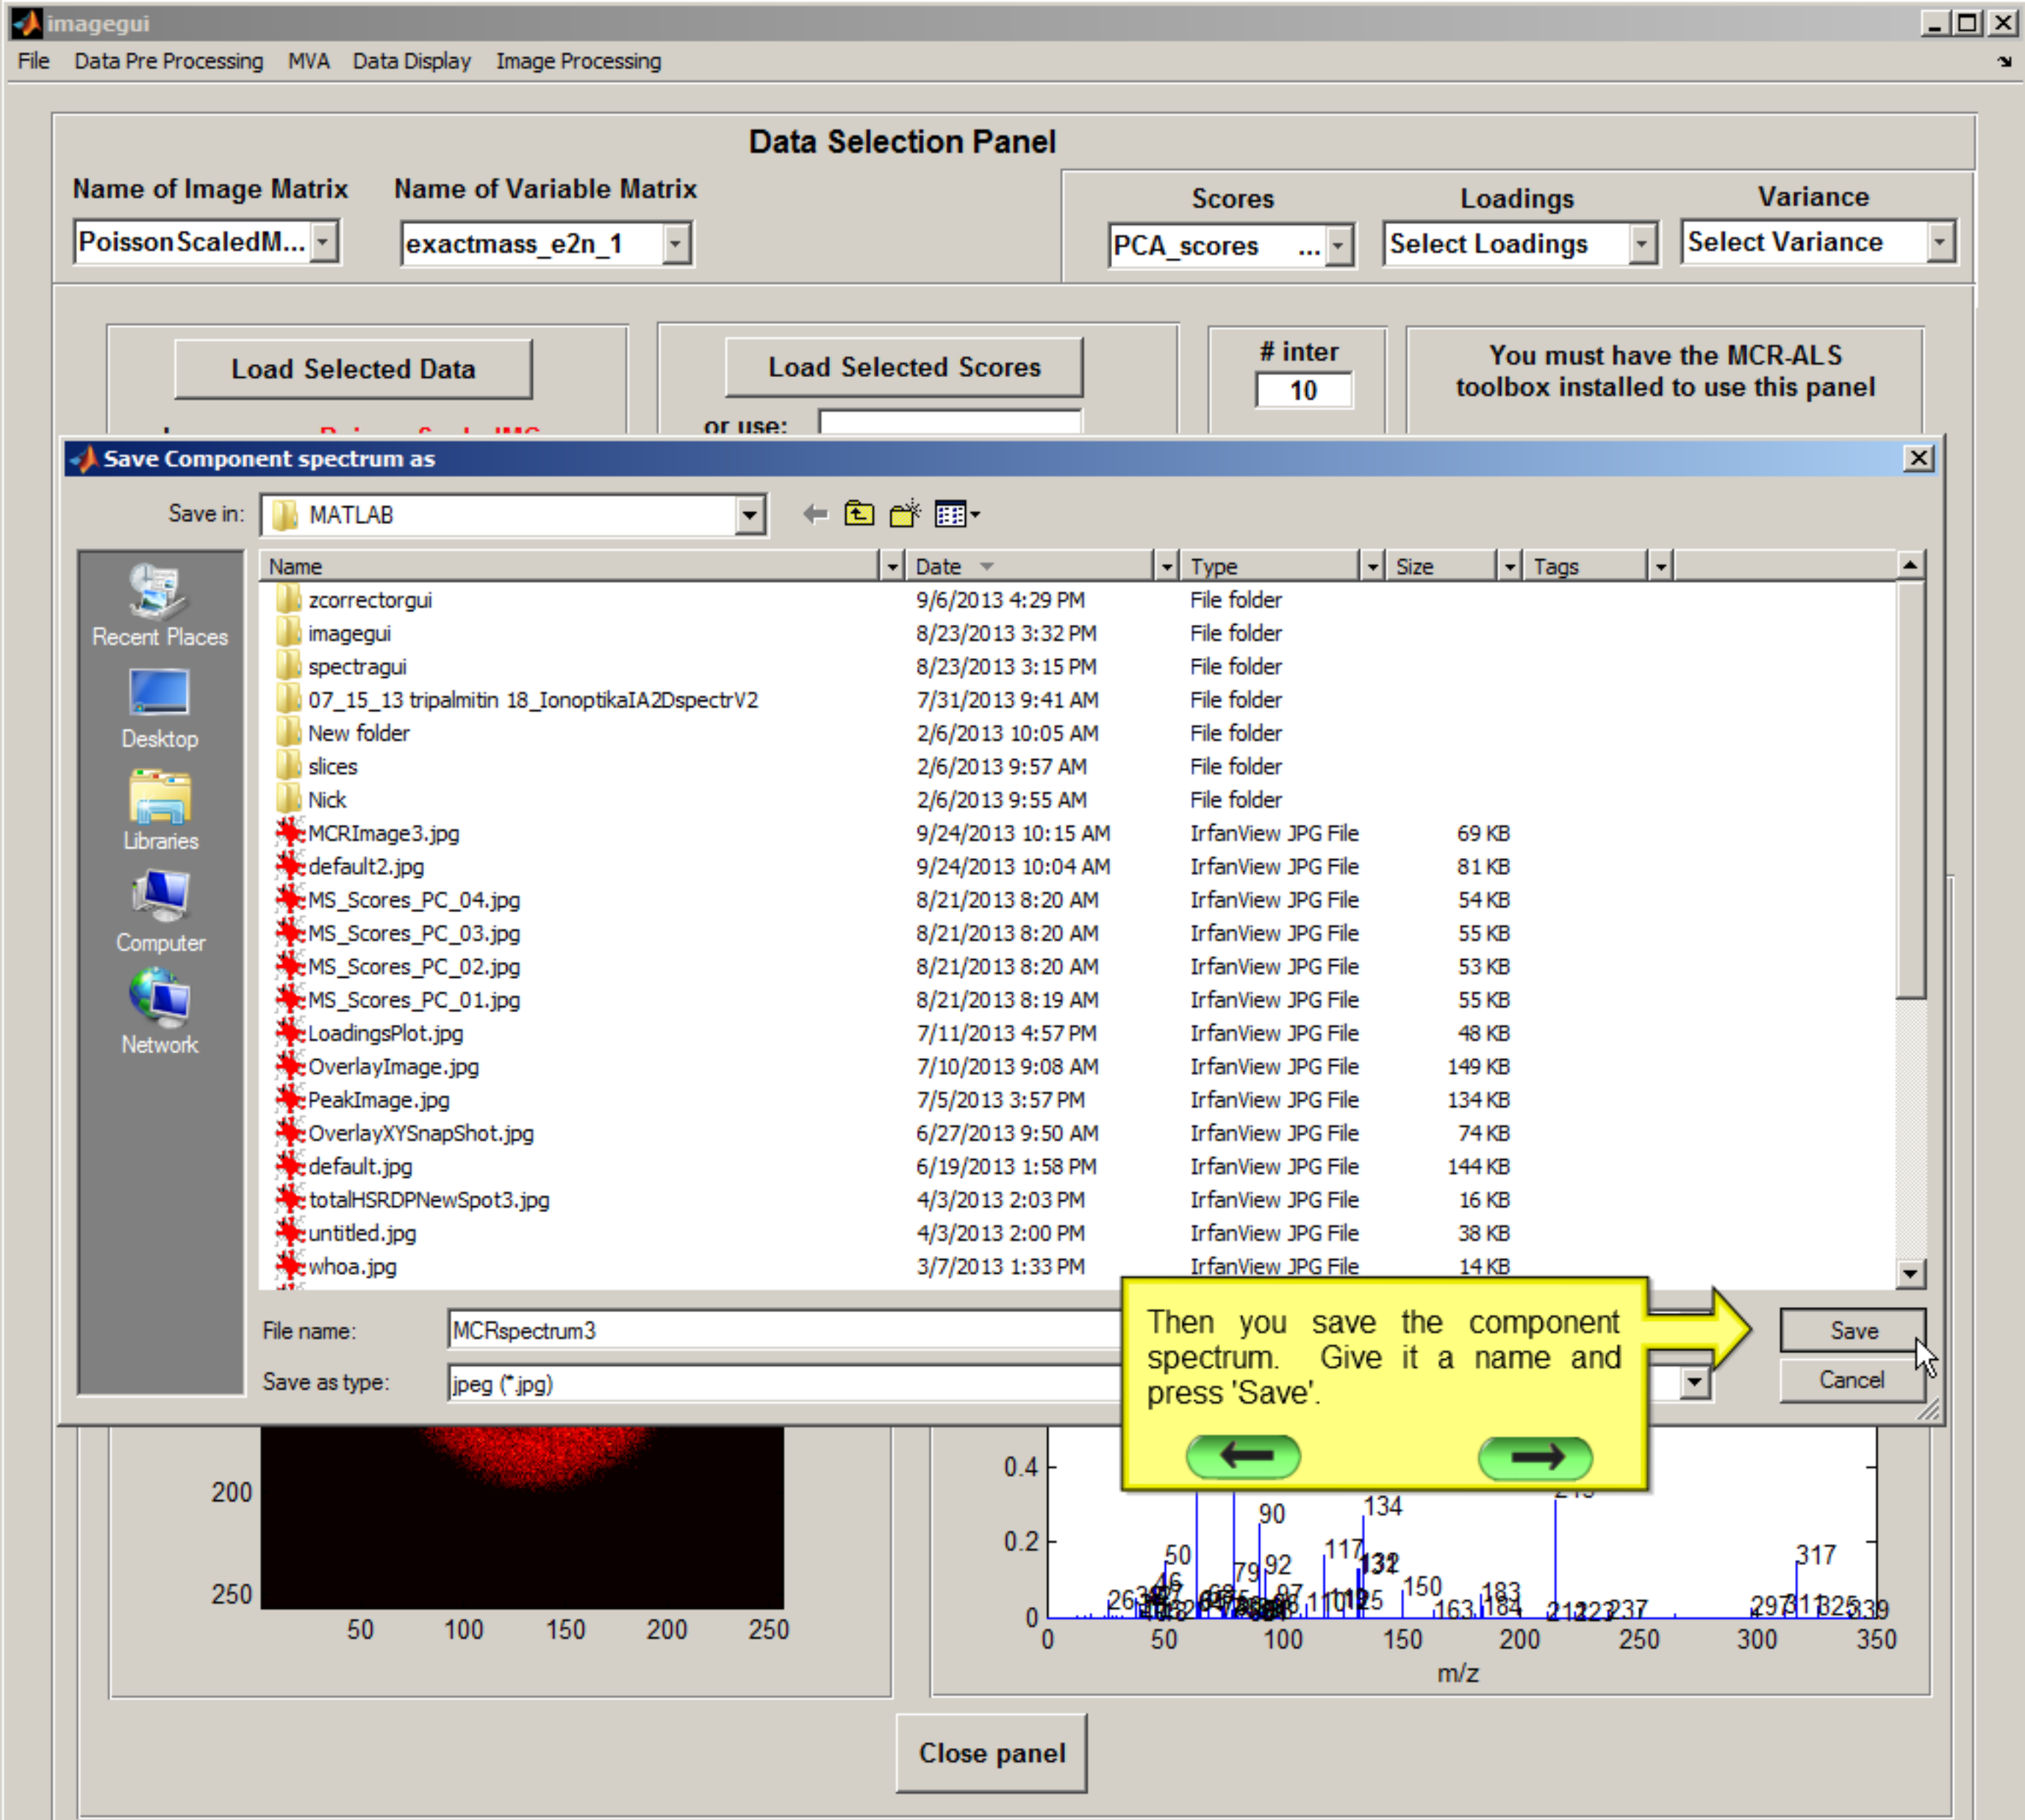 imagegui
File Data Pre Processing MVA Data Display Image Processing
Data Selection Panel
Name of Image Matrix Name of Variable Matrix
Scores Loadings Variance
PoissonScaledM... exactmass_e2n_1 PCA_scores ... Select Loadings Select Variance
Load Selected Data
Load Selected Scores
# inter
10
You must have the MCR-ALS
toolbox installed to use this panel
or use:
Save Component spectrum as
Save in: MATLAB
Recent Places
Desktop
Libraries
Computer
Network
Name Date Type Size Tags
zcorrectorgui 9/6/2013 4:29 PM File folder
imagegui 8/23/2013 3:32 PM File folder
spectragui 8/23/2013 3:15 PM File folder
07_15_13 tripalmitin 18_IonoptikaIA2DspectrV2 7/31/2013 9:41 AM File folder
New folder 2/6/2013 10:05 AM File folder
slices 2/6/2013 9:57 AM File folder
Nick 2/6/2013 9:55 AM File folder
MCRImage3.jpg 9/24/2013 10:15 AM IrfanView JPG File 69 KB
default2.jpg 9/24/2013 10:04 AM IrfanView JPG File 81 KB
MS_Scores_PC_04.jpg 8/21/2013 8:20 AM IrfanView JPG File 54 KB
MS_Scores_PC_03.jpg 8/21/2013 8:20 AM IrfanView JPG File 55 KB
MS_Scores_PC_02.jpg 8/21/2013 8:20 AM IrfanView JPG File 53 KB
MS_Scores_PC_01.jpg 8/21/2013 8:19 AM IrfanView JPG File 55 KB
LoadingsPlot.jpg 7/11/2013 4:57 PM IrfanView JPG File 48 KB
OverlayImage.jpg 7/10/2013 9:08 AM IrfanView JPG File 149 KB
PeakImage.jpg 7/5/2013 3:57 PM IrfanView JPG File 134 KB
OverlayXYSnapShot.jpg 6/27/2013 9:50 AM IrfanView JPG File 74 KB
default.jpg 6/19/2013 1:58 PM IrfanView JPG File 144 KB
totalHSRDPNewSpot3.jpg 4/3/2013 2:03 PM IrfanView JPG File 16 KB
untitled.jpg 4/3/2013 2:00 PM IrfanView JPG File 38 KB
whoa.jpg 3/7/2013 1:33 PM IrfanView JPG File 14 KB
File name: MCRspectrum3
Save as type: jpeg (*.jpg)
Save
Cancel
Then you save the component
spectrum. Give it a name and
press 'Save'.
200
250
50 100 150 200 250
0.4
0.2
0
90 134
50 79 92 117 132 317
150 183
163 184 237 297 311 325 339
0 50 100 150 200 250 300 350
m/z
Close panel